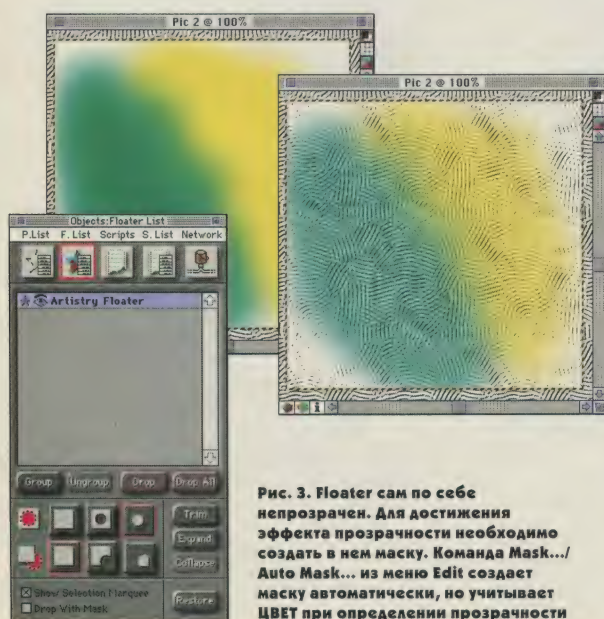 Pic 2 @ 100%
Pic 2 @ 100%
Objects:Floater List
P.List F.List Scripts S.List Network
Artistry Floater
Group Ungroup Drop Drop All
Trim
Expand
Collapse
Show Selection Marquee
Drop With Mask
Restore
Рис. 3. Floater сам по себе
непрозрачен. Для достижения
эффекта прозрачности необходимо
создать в нем маску. Команда Mask.../
Auto Mask... из меню Edit создает
маску автоматически, но учитывает
ЦВЕТ при определении прозрачности